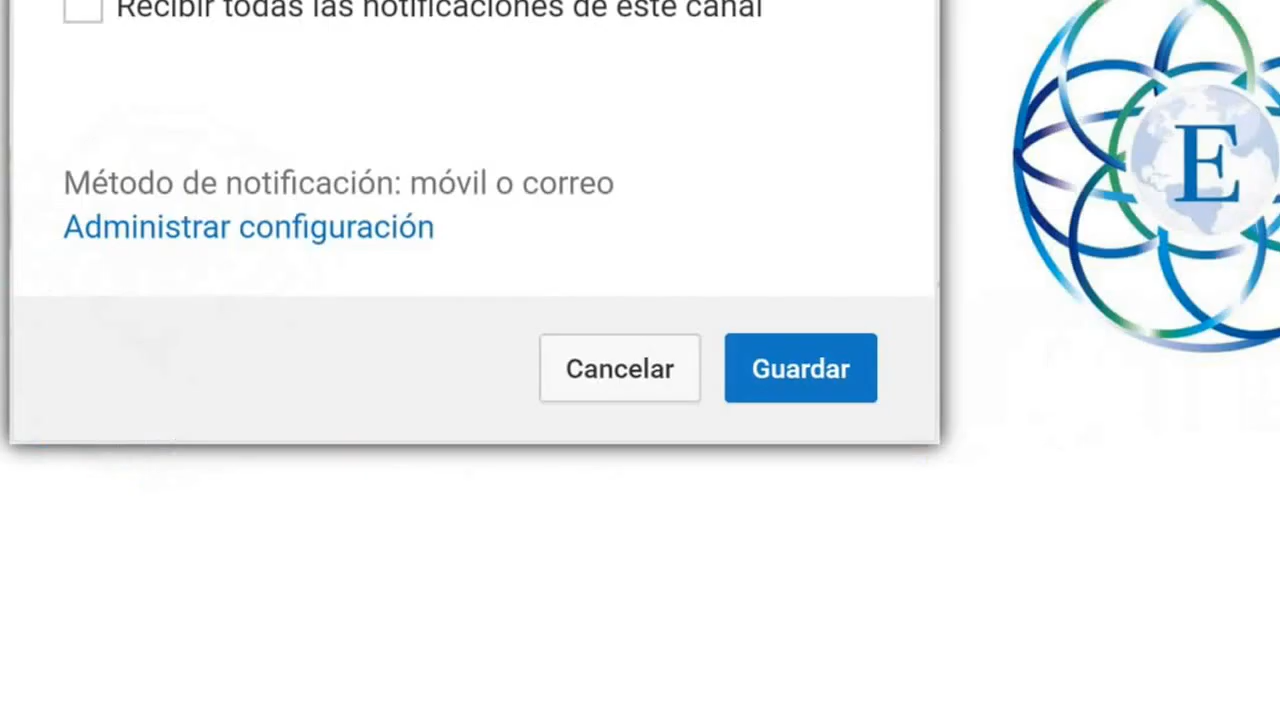 Recibir todas las notificaciones de este canal
Método de notificación: móvil o correo
Administrar configuración
Cancelar
Guardar
E